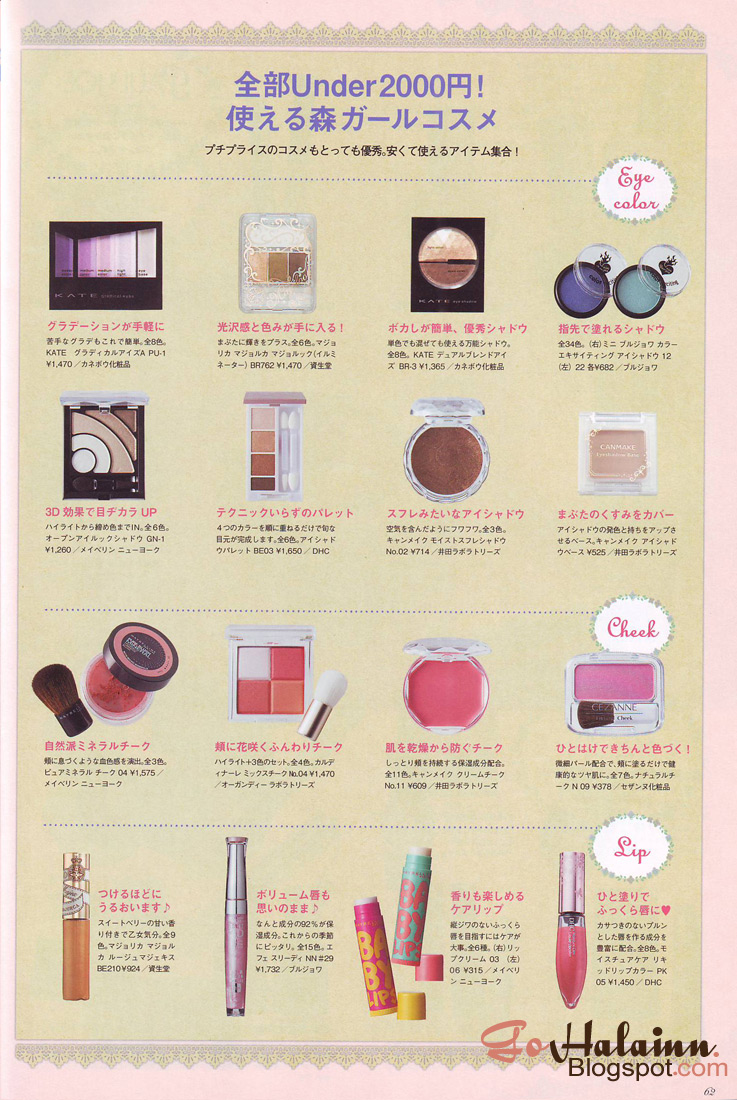 全部Under2000円!
使える森ガールコスメ
プチプライスのコスメもとっても優秀。安くて使えるアイテム集合！
Eye
color
KATE
グラデーションが手軽に
苦手なグラデもこれで簡単。全8色。
KATE　グラディカルアイズA PU-1
¥1,470／カネボウ化粧品
光沢感と色みが手に入る！
まぶたに輝きをプラス。全6色。マジョ
リカ マジョルカ マジョルック（イルミ
ネーター） BR762 ¥1,470／資生堂
KATE
ボカしが簡単、優秀シャドウ
単色でも混ぜても使える万能シャドウ。
全8色。KATE デュアルブレンドアイ
ズ BR-3 ¥1,365／カネボウ化粧品
指先で塗れるシャドウ
全34色。（右）ミニ ブルジョワ カラー
エキサイティング アイシャドウ 12
（左） 22 各¥682／ブルジョワ
3D効果で目ヂカラUP
ハイライトから締め色までIN。全6色。
オープンアイルックシャドウ GN-1
¥1,260／メイベリン ニューヨーク
テクニックいらずのパレット
4つのカラーを順に重ねるだけで旬な
目元が完成します。全6色。アイシャド
ウパレット BE03 ¥1,650／DHC
スフレみたいなアイシャドウ
空気を含んだようにフワフワ。全3色。
キャンメイク モイストスフレシャドウ
No.02 ¥714／井田ラボラトリーズ
CANMAKE
Eyeshadow Base
まぶたのくすみをカバー
アイシャドウの発色と持ちをアップさ
せるベース。キャンメイク アイシャド
ウベース ¥525／井田ラボラトリーズ
Cheek
自然派ミネラルチーク
頬に息づくような血色感を演出。全3色。
ピュアミネラル チーク 04 ¥1,575／
メイベリン ニューヨーク
頬に花咲くふんわりチーク
ハイライト+3色のセット。全4色。カルデ
ィナーレ ミックスチーク No.04 ¥1,470
／オーガンディー ラボラトリーズ
肌を乾燥から防ぐチーク
しっとり頬を持続する保湿成分配合。
全11色。キャンメイク クリームチーク
No.11 ¥609／井田ラボラトリーズ
CEZANNE
Cheek
ひとはけできちんと色づく！
微細パール配合で、頬に塗るだけで健
康的なツヤ肌に。全7色。ナチュラルチ
ーク N 09 ¥378／セザンヌ化粧品
Lip
つけるほどに
うるおいます♪
スイートベリーの甘い香
り付きで乙女気分。全9
色。マジョリカ マジョル
カ ルージュマジェキス
BE210¥924／資生堂
ボリューム唇も
思いのまま♪
なんと成分の92％が保
湿成分。これからの季節
にピッタリ。全15色。エ
フェ スリーディ NN #29
¥1,732／ブルジョワ
BABY
LIPS
BABY
LIPS
香りも楽しめる
ケアリップ
縦ジワのないふっくら
唇を目指すにはケアが
大事。全6種。（右）リッ
プクリーム 03 （左）
06 ¥315／メイベリ
ン ニューヨーク
ひと塗りで
ふっくら唇に♥
カサつきのないプルン
とした唇を作る成分を
豊富に配合。全8色。モ
イスチュアケア リキ
ッドリップカラー PK
05 ¥1,450／DHC
Go Halainn.
Blogspot.com
62